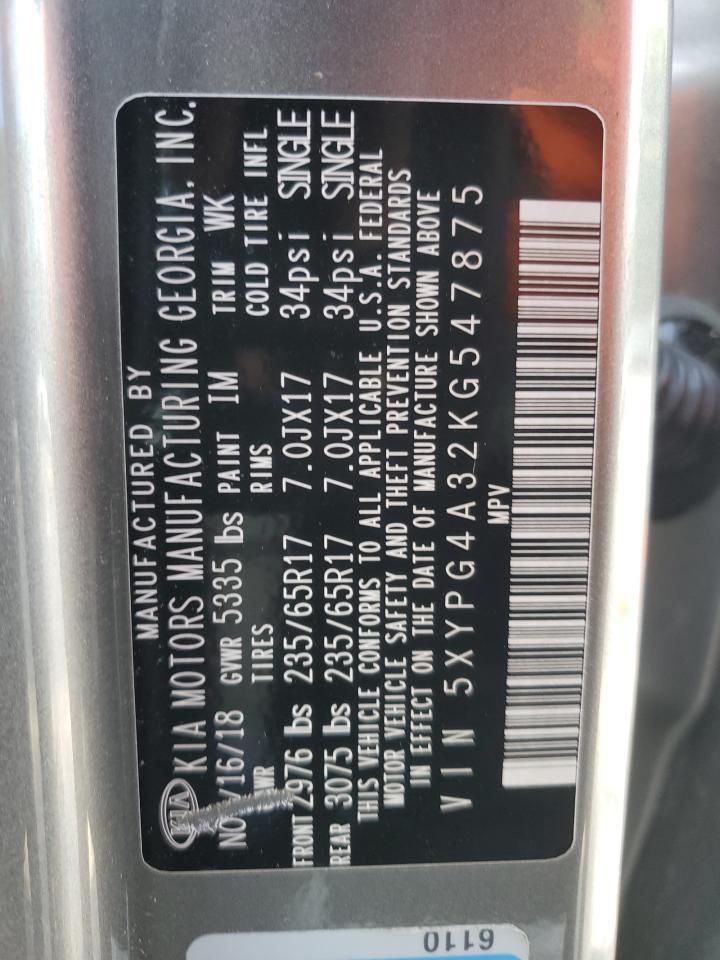 MANUFACTURED BY
KIA KIA MOTORS MANUFACTURING GEORGIA, INC.
/16/18 GVWR 5335 lbs PAINT IM TRIM WK
TIRES RIMS COLD TIRE INFL
FRONT 2976 lbs 235/65R17 7.0JX17 34psi SINGLE
REAR 3075 lbs 235/65R17 7.0JX17 34psi SINGLE
THIS VEHICLE CONFORMS TO ALL APPLICABLE U.S.A. FEDERAL
MOTOR VEHICLE SAFETY AND THEFT PREVENTION STANDARDS
IN EFFECT ON THE DATE OF MANUFACTURE SHOWN ABOVE
VIN 5XYPG4A32KG547875
MPV
6110